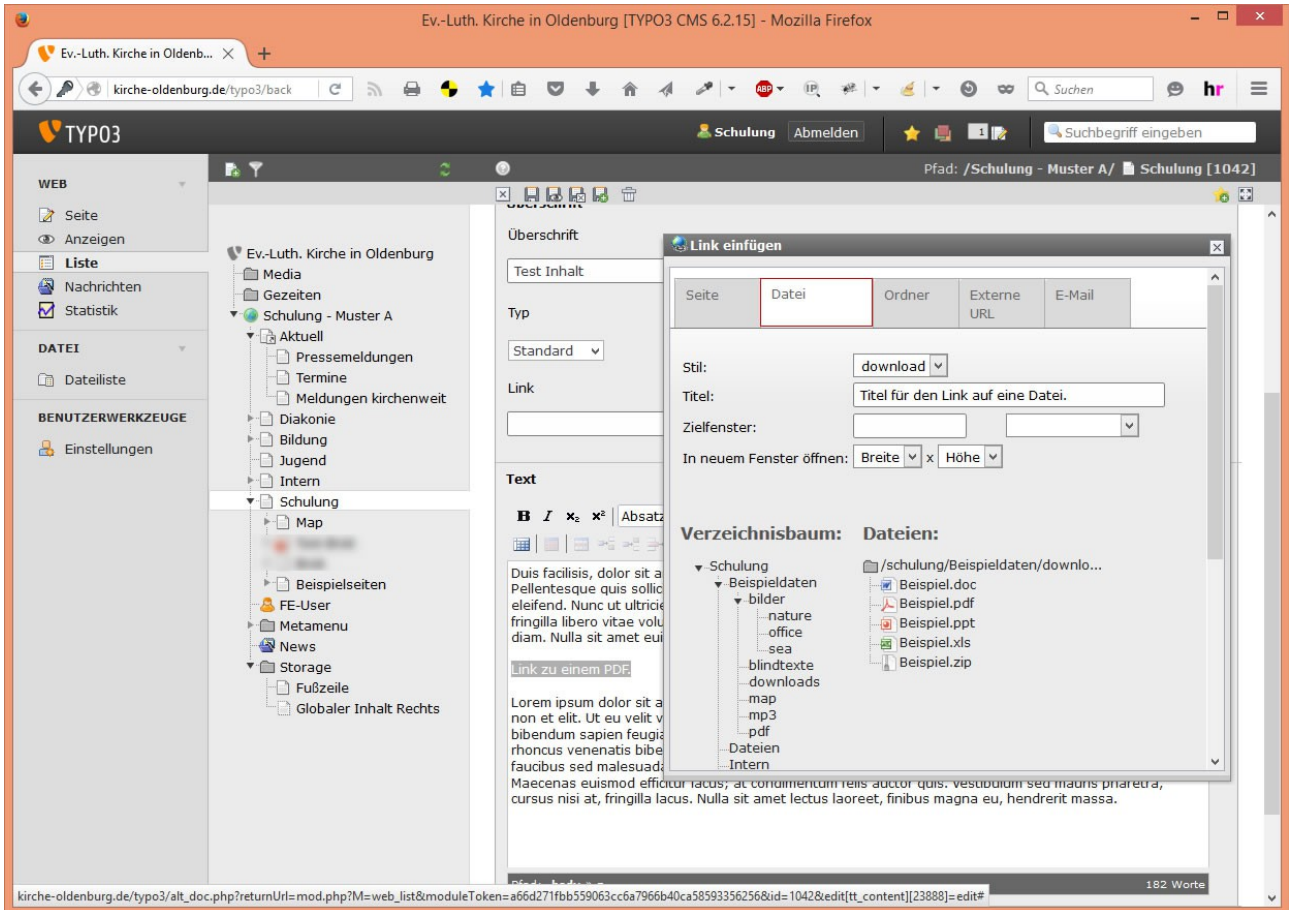 Ev.-Luth. Kirche in Oldenburg [TYPO3 CMS 6.2.15] - Mozilla Firefox
Ev.-Luth. Kirche in Oldenb...
kirche-oldenburg.de/typo3/back
Suchen
hr
TYPO3
Schulung
Abmelden
1
Suchbegriff eingeben
Pfad: /Schulung - Muster A/ Schulung [1042]
WEB
Seite
Anzeigen
Liste
Nachrichten
Statistik
DATEI
Dateiliste
BENUTZERWERKZEUGE
Einstellungen
Ev.-Luth. Kirche in Oldenburg
Media
Gezeiten
Schulung - Muster A
Aktuell
Pressemeldungen
Termine
Meldungen kirchenweit
Diakonie
Bildung
Jugend
Intern
Schulung
Map
Beispielseiten
FE-User
Metamenu
News
Storage
Fußzeile
Globaler Inhalt Rechts
Überschrift
Überschrift
Test Inhalt
Typ
Standard
Link
Text
B I x₂ x² Absatz
Duis facilisis, dolor sit a
Pellentesque quis sollic
eleifend. Nunc ut ultricie
fringilla libero vitae volu
diam. Nulla sit amet eui
Link zu einem PDF.
Lorem ipsum dolor sit a
non et elit. Ut eu velit v
bibendum sapien feugia
rhoncus venenatis bibe
faucibus sed malesuada
Maecenas euismod efficitur lacus, at condimentum felis auctor quis. Vestibulum sed mauris pharetra,
cursus nisi at, fringilla lacus. Nulla sit amet lectus laoreet, finibus magna eu, hendrerit massa.
182 Worte
Link einfügen
Seite
Datei
Ordner
Externe URL
E-Mail
Stil:
download
Titel:
Titel für den Link auf eine Datei.
Zielfenster:
In neuem Fenster öffnen:
Breite x Höhe
Verzeichnisbaum:
Schulung
Beispieldaten
bilder
nature
office
sea
blindtexte
downloads
map
mp3
pdf
Dateien
Intern
Dateien:
/schulung/Beispieldaten/downlo...
Beispiel.doc
Beispiel.pdf
Beispiel.ppt
Beispiel.xls
Beispiel.zip
kirche-oldenburg.de/typo3/alt_doc.php?returnUrl=mod.php?M=web_list&moduleToken=a66d271fbb559063cc6a7966b40ca58593356256&id=1042&edit[tt_content][23888]=edit#